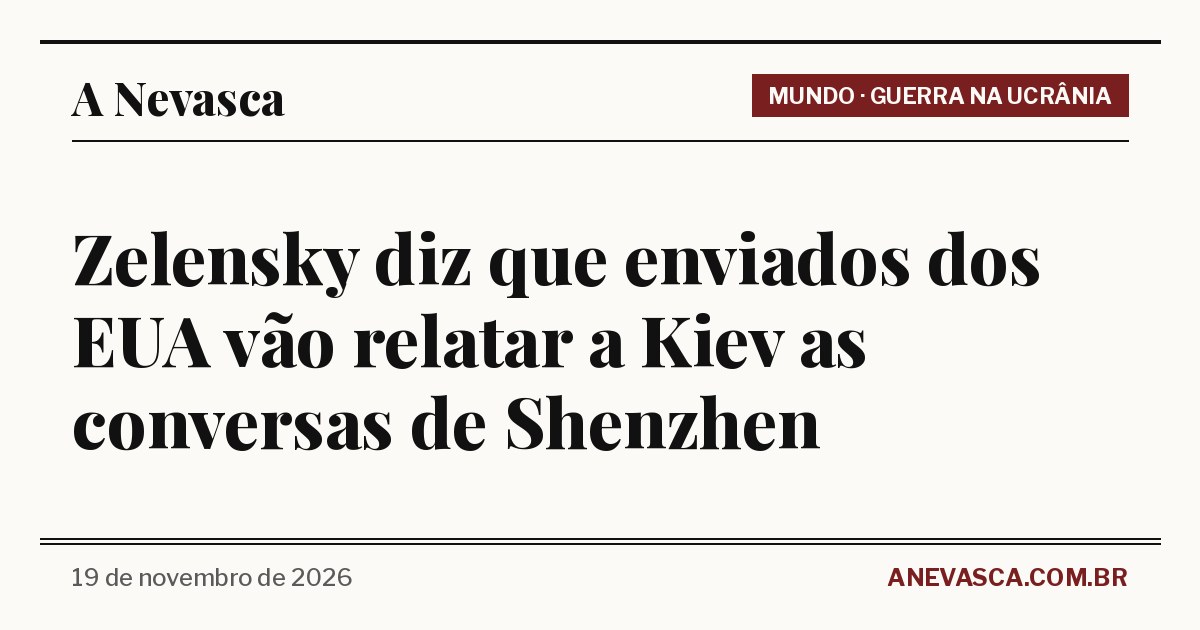 A Nevasca
MUNDO · GUERRA NA UCRÂNIA
Zelensky diz que enviados dos
EUA vão relatar a Kiev as
conversas de Shenzhen
19 de novembro de 2026
ANEVASCA.COM.BR